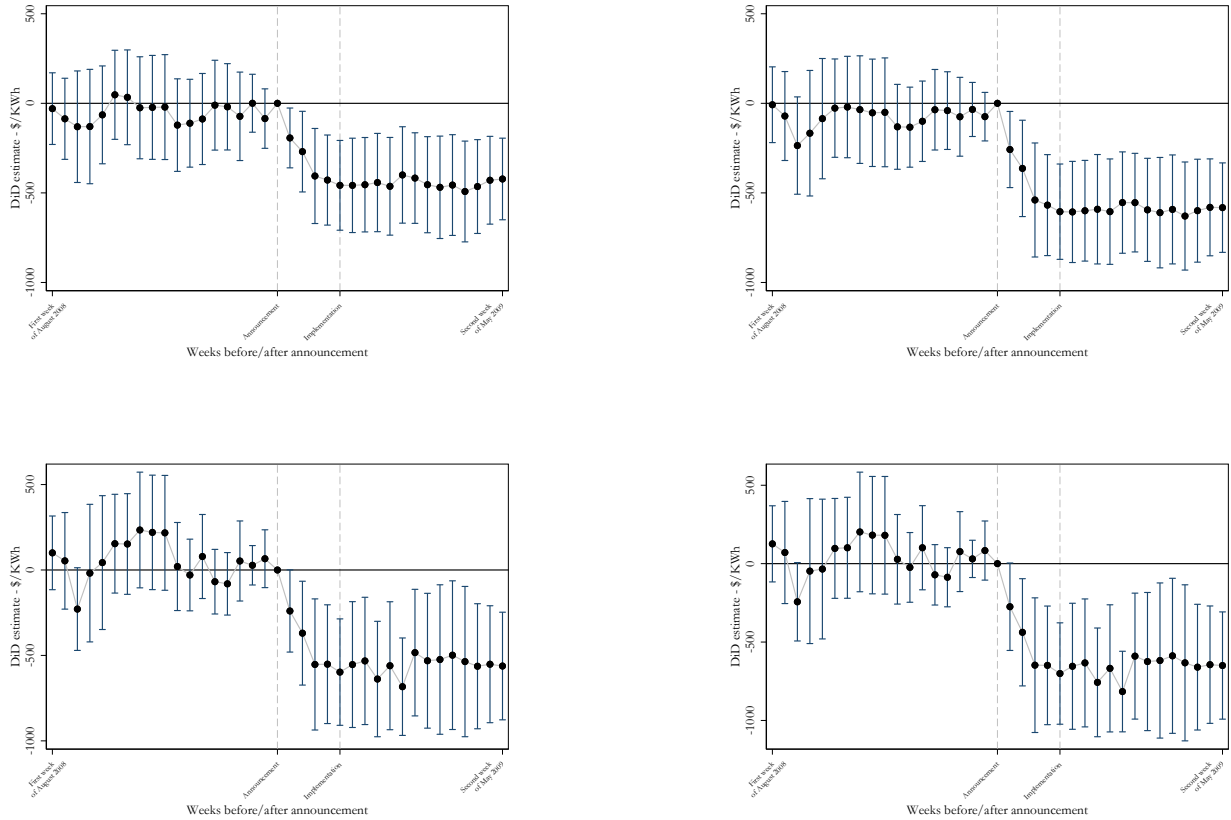 DiD estimate - $/KWh
500
0
-500
-1000
First week
of August 2008
Announcement
Implementation
Second week
of May 2009
Weeks before/after announcement
DiD estimate - $/KWh
500
0
-500
-1000
First week
of August 2008
Announcement
Implementation
Second week
of May 2009
Weeks before/after announcement
DiD estimate - $/KWh
500
0
-500
-1000
First week
of August 2008
Announcement
Implementation
Second week
of May 2009
Weeks before/after announcement
DiD estimate - $/KWh
500
0
-500
-1000
First week
of August 2008
Announcement
Implementation
Second week
of May 2009
Weeks before/after announcement